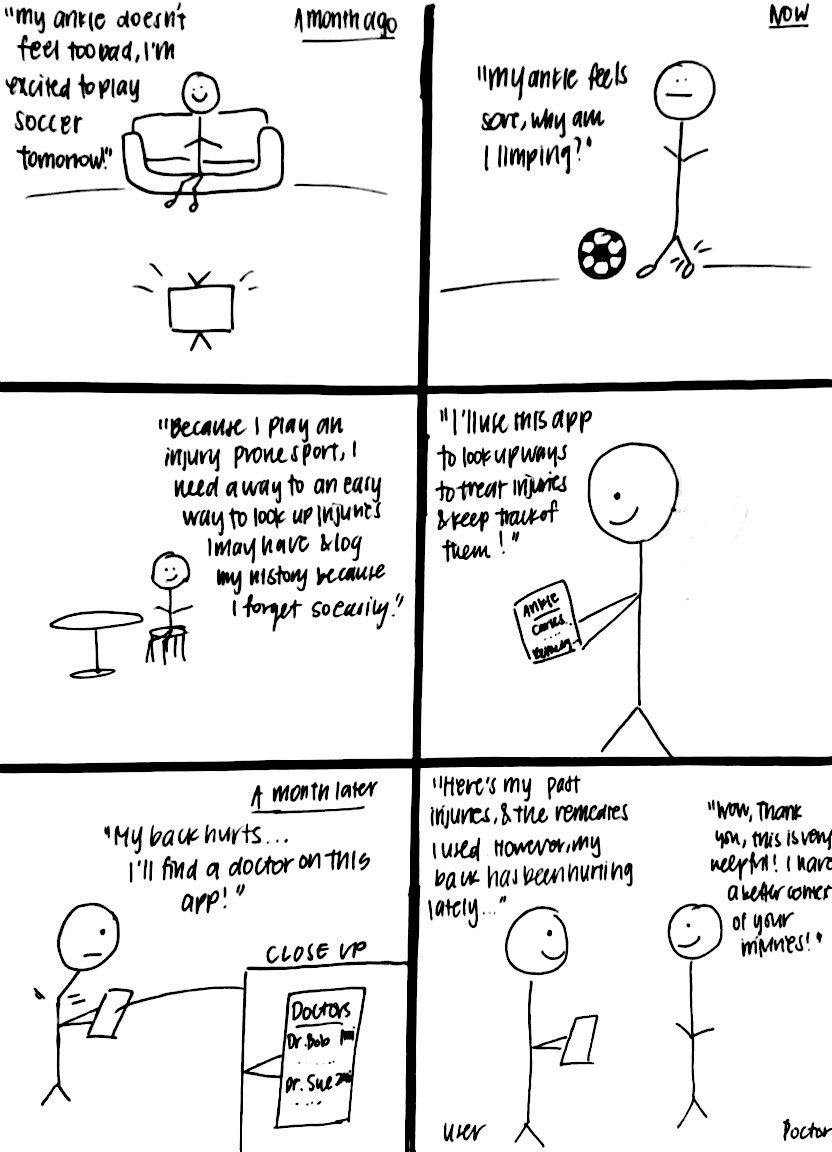 "my ankle doesn't
feel too bad, I'm
excited to play
soccer
tomorrow!"
A month ago
NOW
"my ankle feels
sore, why am
I limping?"
"Because I play an
injury prone sport, I
need a way to an easy
way to look up injuries
I may have & log
my history because
I forget so easily."
"I'll use this app
to look up ways
to treat injuries
& keep track of
them!"
Ankle
A month later
"My back hurts...
I'll find a doctor on this
app!"
CLOSE UP
Doctors
Dr. Bob 1mi
.....
Dr. Sue 2mi
....
"Here's my past
injuries, & the remedies
I used However, my
back has been hurting
lately..."
"Wow, Thank
you, this is very
helpful! I have
a better
of your
injuries!"
User
Doctor